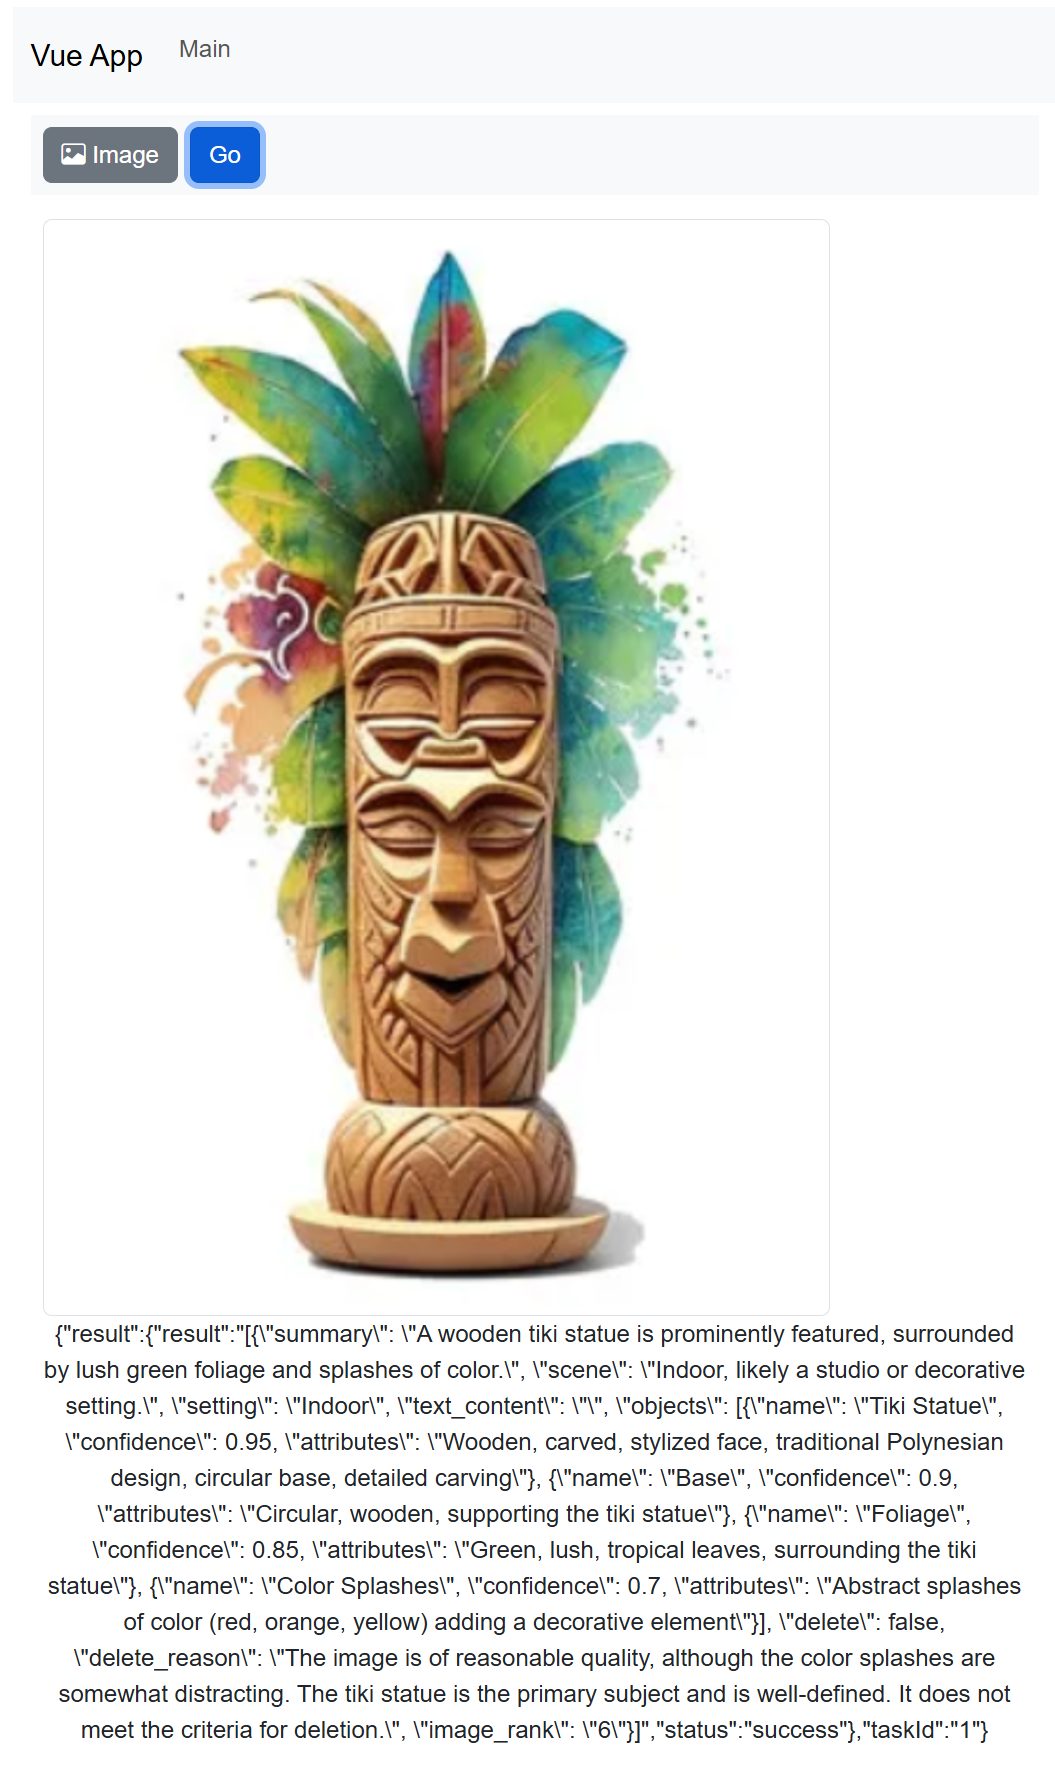 Vue App
Main
Image
Go
{"result":{"result":"[{\"summary\": \"A wooden tiki statue is prominently featured, surrounded
by lush green foliage and splashes of color.\", \"scene\": \"Indoor, likely a studio or decorative
setting.\", \"setting\": \"Indoor\", \"text_content\": \"\", \"objects\": [{\"name\": \"Tiki Statue\",
\"confidence\": 0.95, \"attributes\": \"Wooden, carved, stylized face, traditional Polynesian
design, circular base, detailed carving\"}, {\"name\": \"Base\", \"confidence\": 0.9,
\"attributes\": \"Circular, wooden, supporting the tiki statue\"}, {\"name\": \"Foliage\",
\"confidence\": 0.85, \"attributes\": \"Green, lush, tropical leaves, surrounding the tiki
statue\"}, {\"name\": \"Color Splashes\", \"confidence\": 0.7, \"attributes\": \"Abstract splashes
of color (red, orange, yellow) adding a decorative element\"}], \"delete\": false,
\"delete_reason\": \"The image is of reasonable quality, although the color splashes are
somewhat distracting. The tiki statue is the primary subject and is well-defined. It does not
meet the criteria for deletion.\", \"image_rank\": \"6\"}]","status":"success"},"taskId":"1"}